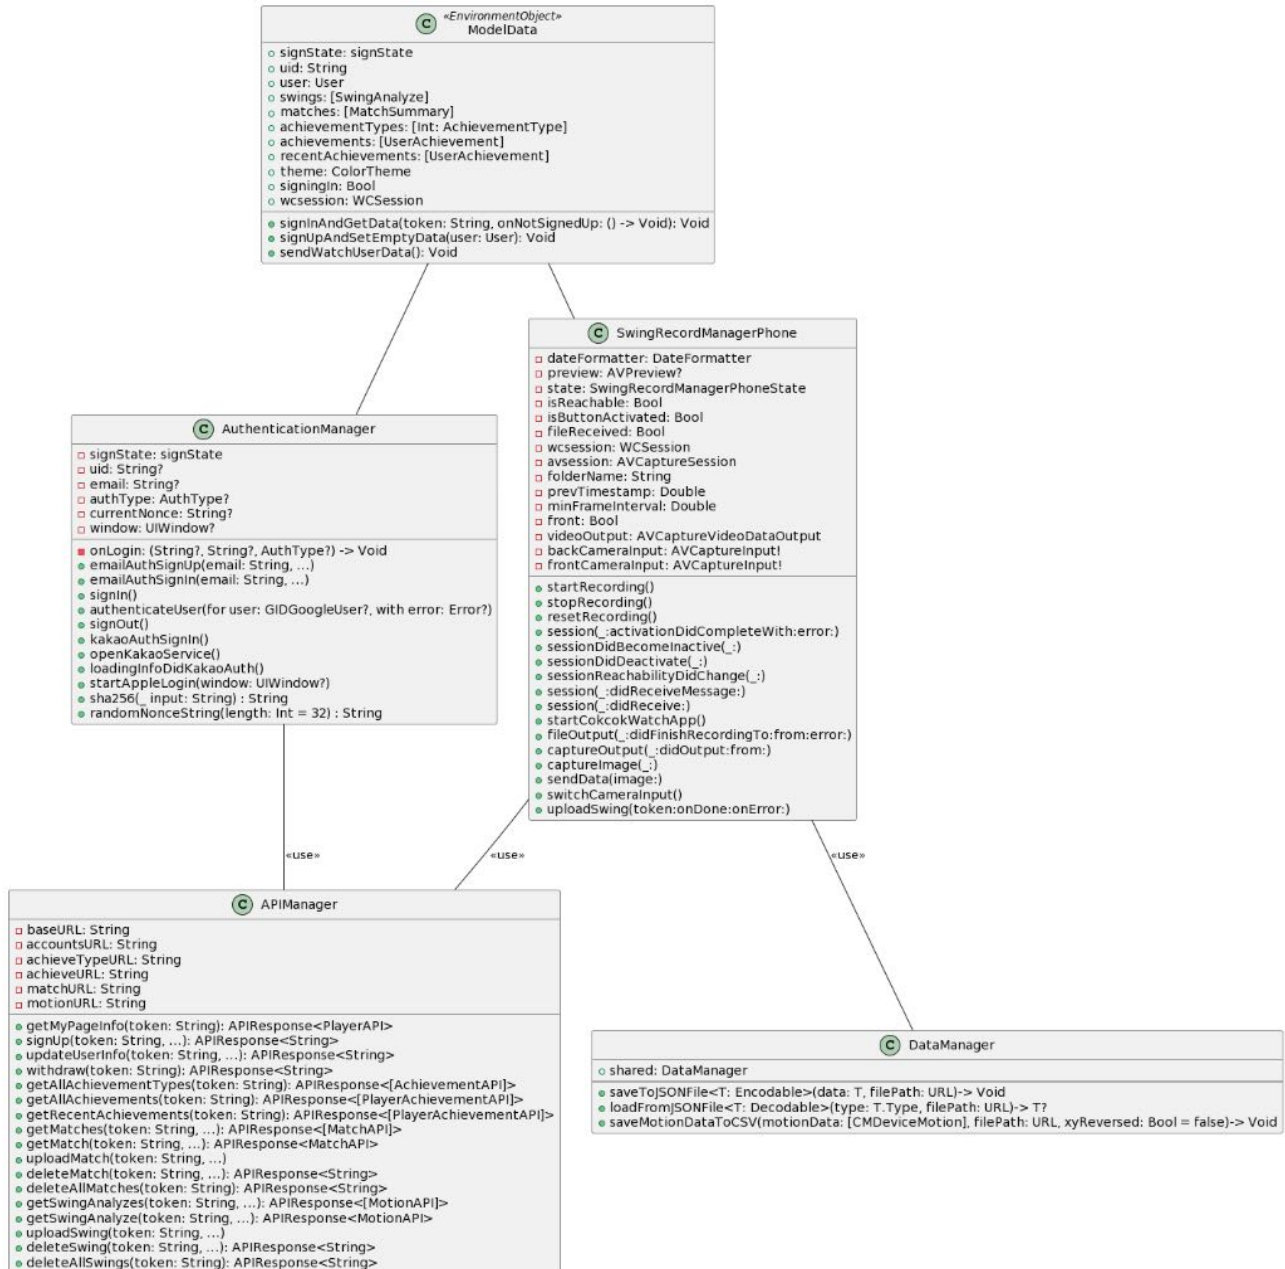 C
«EnvironmentObject»
ModelData
signState: signState
uid: String
user: User
swings: [SwingAnalyze]
matches: [MatchSummary]
achievementTypes: [Int: AchievementType]
achievements: [UserAchievement]
recentAchievements: [UserAchievement]
theme: ColorTheme
signingIn: Bool
wcsession: WCSession
signInAndGetData(token: String, onNotSignedUp: () -> Void): Void
signUpAndSetEmptyData(user: User): Void
sendWatchUserData(): Void
C SwingRecordManagerPhone
dateFormatter: DateFormatter
preview: AVPreview?
state: SwingRecordManagerPhoneState
isReachable: Bool
isButtonActivated: Bool
fileReceived: Bool
wcsession: WCSession
avsession: AVCaptureSession
folderName: String
prevTimestamp: Double
minFrameInterval: Double
front: Bool
videoOutput: AVCaptureVideoDataOutput
backCameraInput: AVCaptureInput!
frontCameraInput: AVCaptureInput!
startRecording()
stopRecording()
resetRecording()
session(_:activationDidCompleteWith:error:)
sessionDidBecomeInactive(_:)
sessionDidDeactivate(_:)
sessionReachabilityDidChange(_:)
session(_:didReceiveMessage:)
session(_:didReceive:)
startCokcokWatchApp()
fileOutput(_:didFinishRecordingTo:from:error:)
captureOutput(_:didOutput:from:)
captureImage(_:)
sendData(image:)
switchCameraInput()
uploadSwing(token:onDone:onError:)
C AuthenticationManager
signState: signState
uid: String?
email: String?
authType: AuthType?
currentNonce: String?
window: UIWindow?
onLogin: (String?, String?, AuthType?) -> Void
emailAuthSignUp(email: String, ...)
emailAuthSignIn(email: String, ...)
signIn()
authenticateUser(for user: GIDGoogleUser?, with error: Error?)
signOut()
kakaoAuthSignIn()
openKakaoService()
loadingInfoDidKakaoAuth()
startAppleLogin(window: UIWindow?)
sha256(_ input: String) : String
randomNonceString(length: Int = 32) : String
«use»
«use»
«use»
C APIManager
baseURL: String
accountsURL: String
achieveTypeURL: String
achieveURL: String
matchURL: String
motionURL: String
getMyPageInfo(token: String): APIResponse<PlayerAPI>
signUp(token: String, ...): APIResponse<String>
updateUserInfo(token: String, ...): APIResponse<String>
withdraw(token: String): APIResponse<String>
getAllAchievementTypes(token: String): APIResponse<[AchievementAPI]>
getAllAchievements(token: String): APIResponse<[PlayerAchievementAPI]>
getRecentAchievements(token: String): APIResponse<[PlayerAchievementAPI]>
getMatches(token: String, ...): APIResponse<[MatchAPI]>
getMatch(token: String, ...): APIResponse<MatchAPI>
uploadMatch(token: String, ...)
deleteMatch(token: String, ...): APIResponse<String>
deleteAllMatches(token: String): APIResponse<String>
getSwingAnalyzes(token: String, ...): APIResponse<[MotionAPI]>
getSwingAnalyze(token: String, ...): APIResponse<MotionAPI>
uploadSwing(token: String, ...)
deleteSwing(token: String, ...): APIResponse<String>
deleteAllSwings(token: String): APIResponse<String>
C DataManager
shared: DataManager
saveToJSONFile<T: Encodable>(data: T, filePath: URL)-> Void
loadFromJSONFile<T: Decodable>(type: T.Type, filePath: URL)-> T?
saveMotionDataToCSV(motionData: [CMDeviceMotion], filePath: URL, xyReversed: Bool = false)-> Void